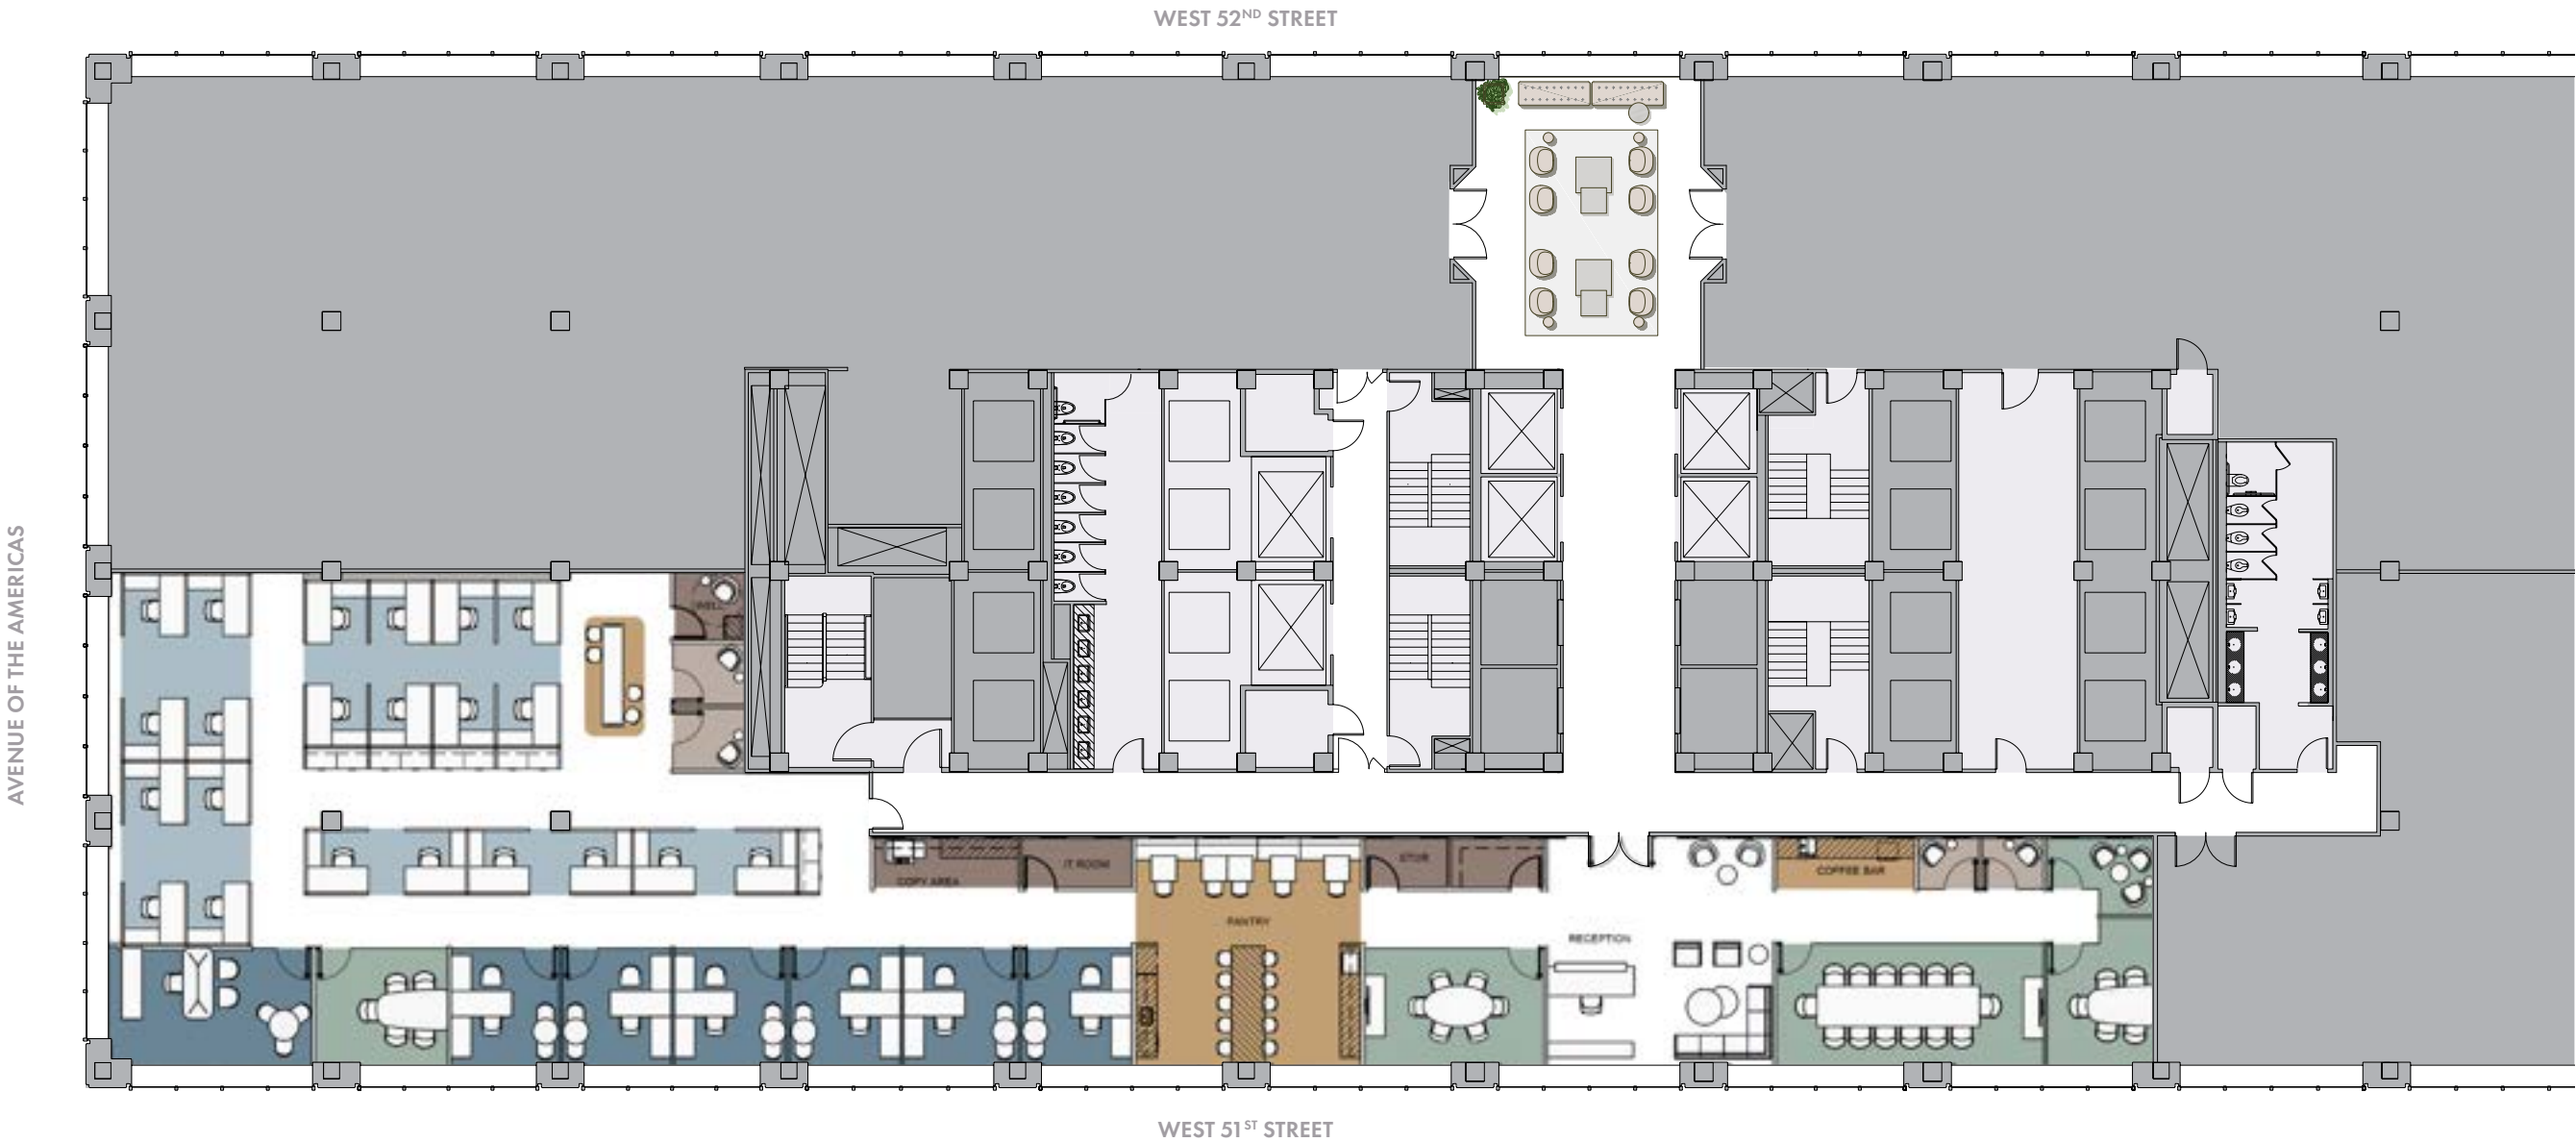 WEST 52ND STREET
AVENUE OF THE AMERICAS
WELL
COPY AREA
IT ROOM
STOR
COFFEE BAR
PANTRY
RECEPTION
WEST 51ST STREET